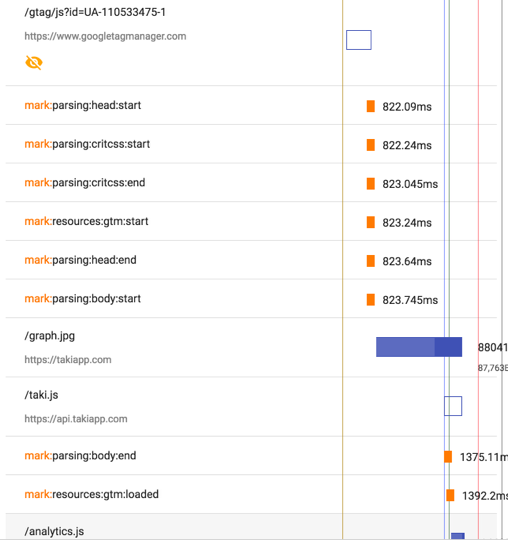 /gtag/js?id=UA-110533475-1
https://www.googletagmanager.com
mark:parsing:head:start 822.09ms
mark:parsing:critcss:start 822.24ms
mark:parsing:critcss:end 823.045ms
mark:resources:gtm:start 823.24ms
mark:parsing:head:end 823.64ms
mark:parsing:body:start 823.745ms
/graph.jpg 88041
https://takiapp.com 87,763B
/taki.js
https://api.takiapp.com
mark:parsing:body:end 1375.11m
mark:resources:gtm:loaded 1392.2ms
/analytics.js